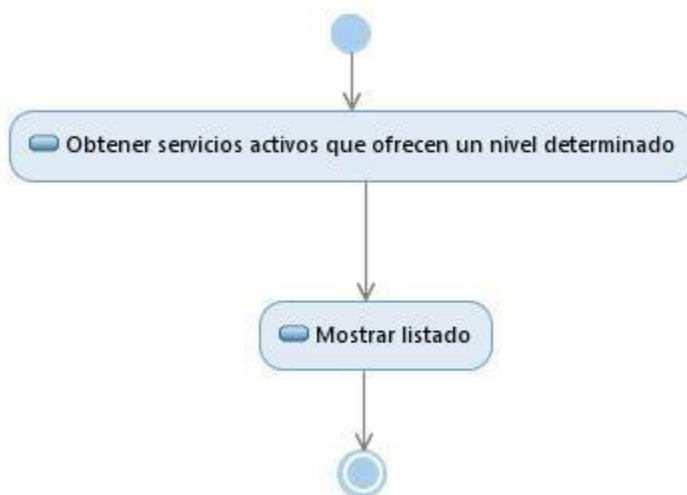 Obtener servicios activos que ofrecen un nivel determinado
Mostrar listado